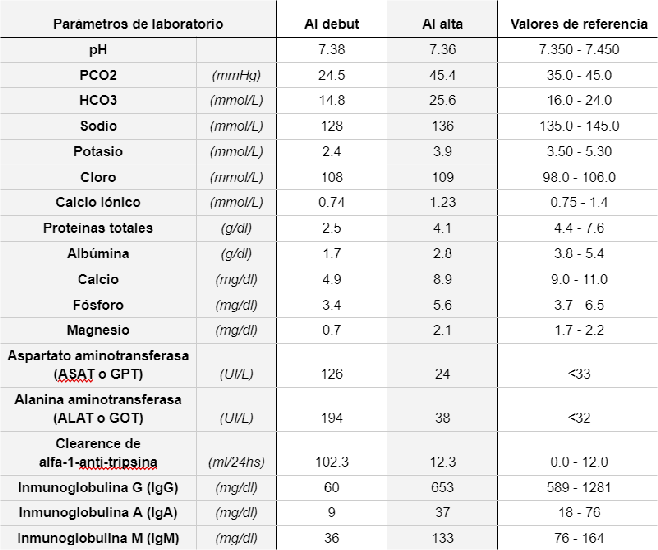 Parámetros de laboratorio Al debut Al alta Valores de referencia
pH 7.38 7.36 7.350 - 7.450
PCO2 (mmHg) 24.5 45.4 35.0 - 45.0
HCO3 (mmol/L) 14.8 25.6 16.0 - 24.0
Sodio (mmol/L) 128 136 135.0 - 145.0
Potasio (mmol/L) 2.4 3.9 3.50 - 5.30
Cloro (mmol/L) 108 109 98.0 - 106.0
Calcio Iónico (mmol/L) 0.74 1.23 0.75 - 1.4
Proteínas totales (g/dl) 2.5 4.1 4.4 - 7.6
Albúmina (g/dl) 1.7 2.8 3.8 - 5.4
Calcio (mg/dl) 4.9 8.9 9.0 - 11.0
Fósforo (mg/dl) 3.4 5.6 3.7 - 6.5
Magnesio (mg/dl) 0.7 2.1 1.7 - 2.2
Aspartato aminotransferasa
(ASAT o GPT) (UI/L) 126 24 <33
Alanina aminotransferasa
(ALAT o GOT) (UI/L) 194 38 <32
Clearence de
alfa-1-anti-tripsina (ml/24hs) 102.3 12.3 0.0 - 12.0
Inmunoglobulina G (IgG) (mg/dl) 60 653 589 - 1281
Inmunoglobulina A (IgA) (mg/dl) 9 37 18 - 76
Inmunoglobulina M (IgM) (mg/dl) 36 133 76 - 164